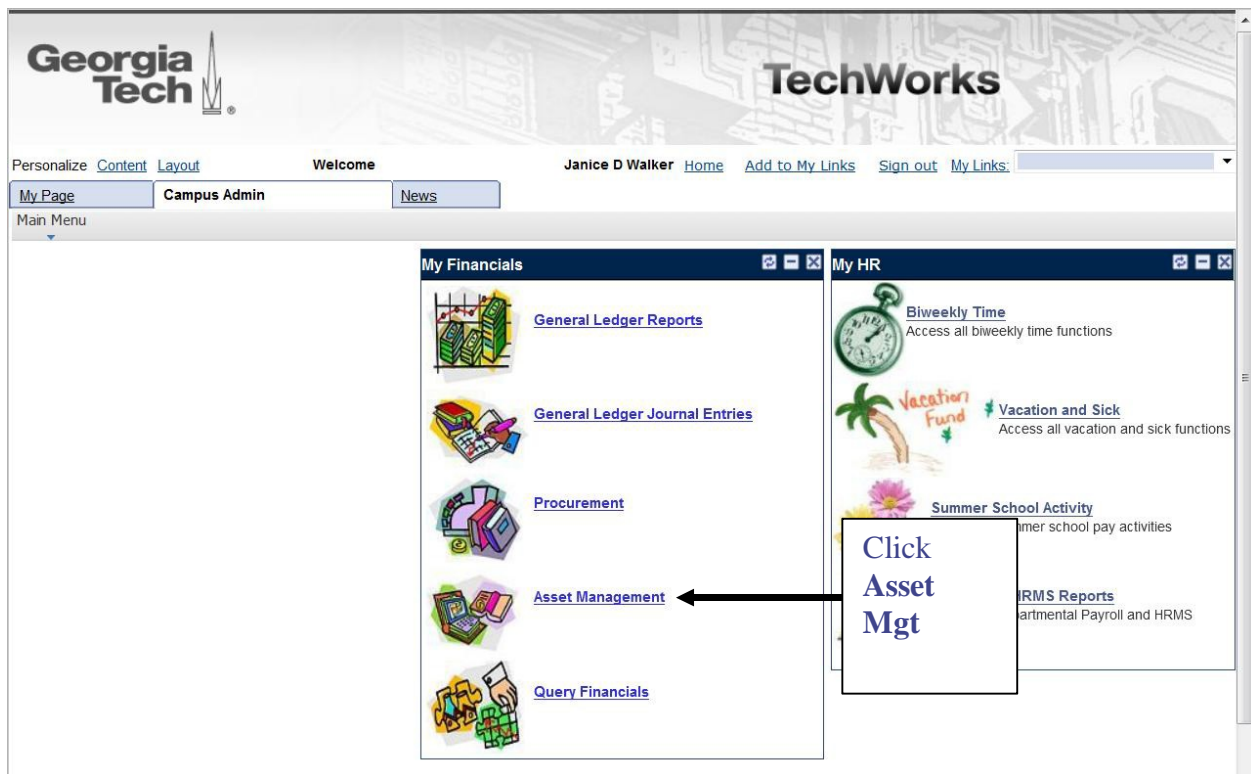 Georgia
Tech
®
TechWorks
Personalize Content Layout Welcome Janice D Walker Home Add to My Links Sign out My Links:
My Page Campus Admin News
Main Menu
My Financials
General Ledger Reports
General Ledger Journal Entries
Procurement
Asset Management
Query Financials
My HR
Biweekly Time
Access all biweekly time functions
Vacation
Fund
Vacation and Sick
Access all vacation and sick functions
Summer School Activity
school pay activities
Reports
Payroll and HRMS
Click
Asset
Mgt